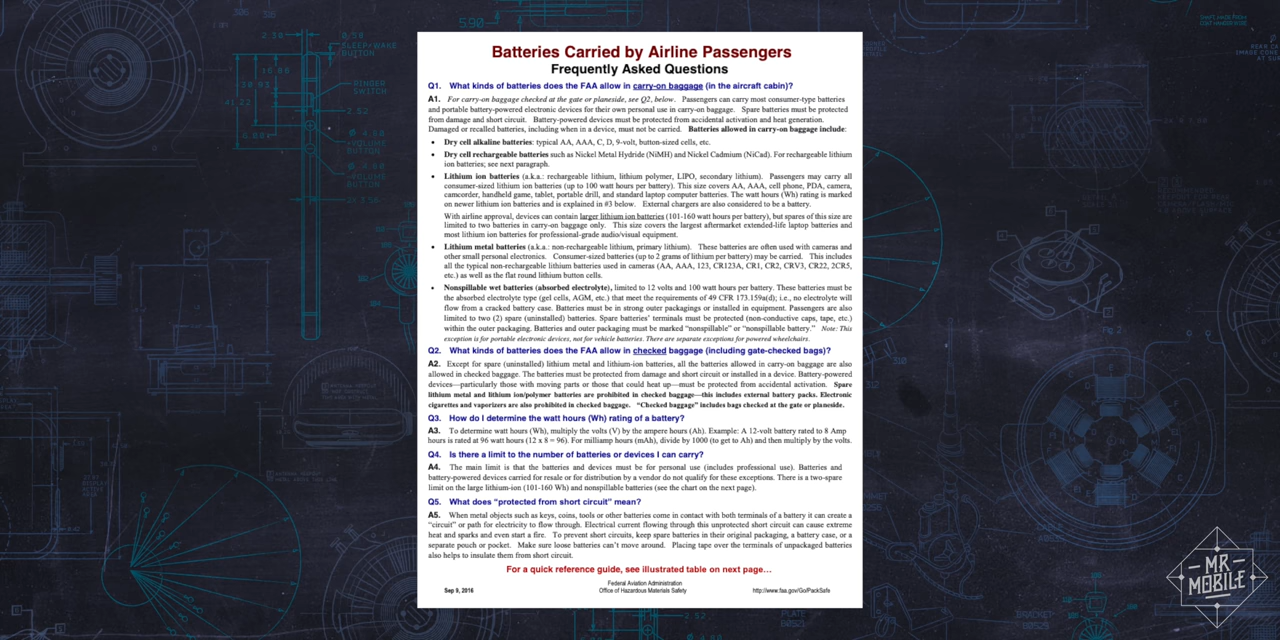 Batteries Carried by Airline Passengers
Frequently Asked Questions
Q1. What kinds of batteries does the FAA allow in carry-on baggage (in the aircraft cabin)?
A1. For carry-on baggage checked at the gate or planeside, see Q2, below. Passengers can carry most consumer-type batteries
and portable battery-powered electronic devices for their own personal use in carry-on baggage. Spare batteries must be protected
from damage and short circuit. Battery-powered devices must be protected from accidental activation and heat generation.
Damaged or recalled batteries, including when in a device, must not be carried. Batteries allowed in carry-on baggage include:
• Dry cell alkaline batteries: typical AA, AAA, C, D, 9-volt, button-sized cells, etc.
• Dry cell rechargeable batteries such as Nickel Metal Hydride (NiMH) and Nickel Cadmium (NiCad). For rechargeable lithium
ion batteries; see next paragraph.
• Lithium ion batteries (a.k.a.: rechargeable lithium, lithium polymer, LIPO, secondary lithium). Passengers may carry all
consumer-sized lithium ion batteries (up to 100 watt hours per battery). This size covers AA, AAA, cell phone, PDA, camera,
camcorder, handheld game, tablet, portable drill, and standard laptop computer batteries. The watt hours (Wh) rating is marked
on newer lithium ion batteries and is explained in #3 below. External chargers are also considered to be a battery.
With airline approval, devices can contain larger lithium ion batteries (101-160 watt hours per battery), but spares of this size are
limited to two batteries in carry-on baggage only. This size covers the largest aftermarket extended-life laptop batteries and
most lithium ion batteries for professional-grade audio/visual equipment.
• Lithium metal batteries (a.k.a.: non-rechargeable lithium, primary lithium). These batteries are often used with cameras and
other small personal electronics. Consumer-sized batteries (up to 2 grams of lithium per battery) may be carried. This includes
all the typical non-rechargeable lithium batteries used in cameras (AA, AAA, 123, CR123A, CR1, CR2, CRV3, CR22, 2CR5,
etc.) as well as the flat round lithium button cells.
• Nonspillable wet batteries (absorbed electrolyte), limited to 12 volts and 100 watt hours per battery. These batteries must be
the absorbed electrolyte type (gel cells, AGM, etc.) that meet the requirements of 49 CFR 173.159a(d); i.e., no electrolyte will
flow from a cracked battery case. Batteries must be in strong outer packagings or installed in equipment. Passengers are also
limited to two (2) spare (uninstalled) batteries. Spare batteries' terminals must be protected (non-conductive caps, tape, etc.)
within the outer packaging. Batteries and outer packaging must be marked "nonspillable" or "nonspillable battery." Note: This
exception is for portable electronic devices, not for vehicle batteries. There are separate exceptions for powered wheelchairs.
Q2. What kinds of batteries does the FAA allow in checked baggage (including gate-checked bags)?
A2. Except for spare (uninstalled) lithium metal and lithium-ion batteries, all the batteries allowed in carry-on baggage are also
allowed in checked baggage. The batteries must be protected from damage and short circuit or installed in a device. Battery-powered
devices—particularly those with moving parts or those that could heat up—must be protected from accidental activation. Spare
lithium metal and lithium ion/polymer batteries are prohibited in checked baggage—this includes external battery packs. Electronic
cigarettes and vaporizers are also prohibited in checked baggage. "Checked baggage" includes bags checked at the gate or planeside.
Q3. How do I determine the watt hours (Wh) rating of a battery?
A3. To determine watt hours (Wh), multiply the volts (V) by the ampere hours (Ah). Example: A 12-volt battery rated to 8 Amp
hours is rated at 96 watt hours (12 x 8 = 96). For milliamp hours (mAh), divide by 1000 (to get to Ah) and then multiply by the volts.
Q4. Is there a limit to the number of batteries or devices I can carry?
A4. The main limit is that the batteries and devices must be for personal use (includes professional use). Batteries and
battery-powered devices carried for resale or for distribution by a vendor do not qualify for these exceptions. There is a two-spare
limit on the large lithium-ion (101-160 Wh) and nonspillable batteries (see the chart on the next page).
Q5. What does "protected from short circuit" mean?
A5. When metal objects such as keys, coins, tools or other batteries come in contact with both terminals of a battery it can create a
"circuit" or path for electricity to flow through. Electrical current flowing through this unprotected short circuit can cause extreme
heat and sparks and even start a fire. To prevent short circuits, keep spare batteries in their original packaging, a battery case, or a
separate pouch or pocket. Make sure loose batteries can't move around. Placing tape over the terminals of unpackaged batteries
also helps to insulate them from short circuit.
For a quick reference guide, see illustrated table on next page…
Federal Aviation Administration
Sep 9, 2016 Office of Hazardous Materials Safety http://www.faa.gov/Go/PackSafe
MR
MOBILE
5.90
2.30 0.50
SLEEP/WAKE
BUTTON
RINGER
SWITCH
2.52